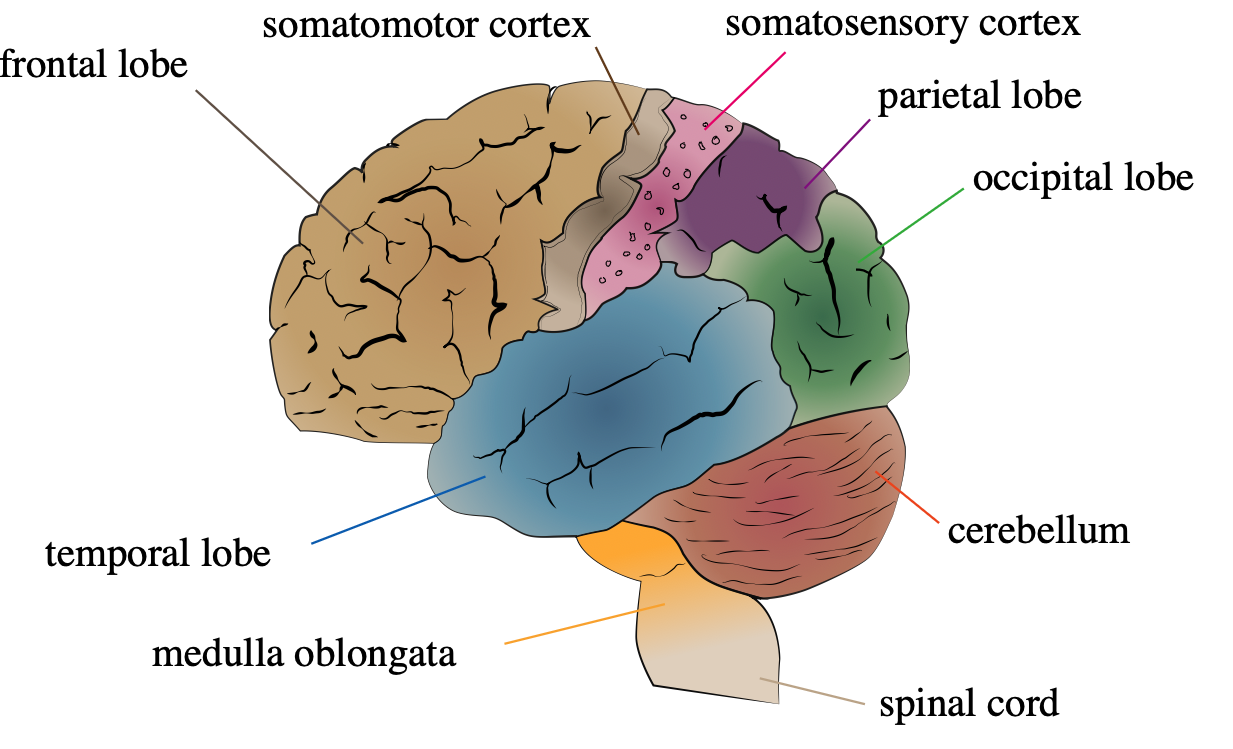 somatomotor cortex
somatosensory cortex
frontal lobe
parietal lobe
occipital lobe
cerebellum
temporal lobe
medulla oblongata
spinal cord